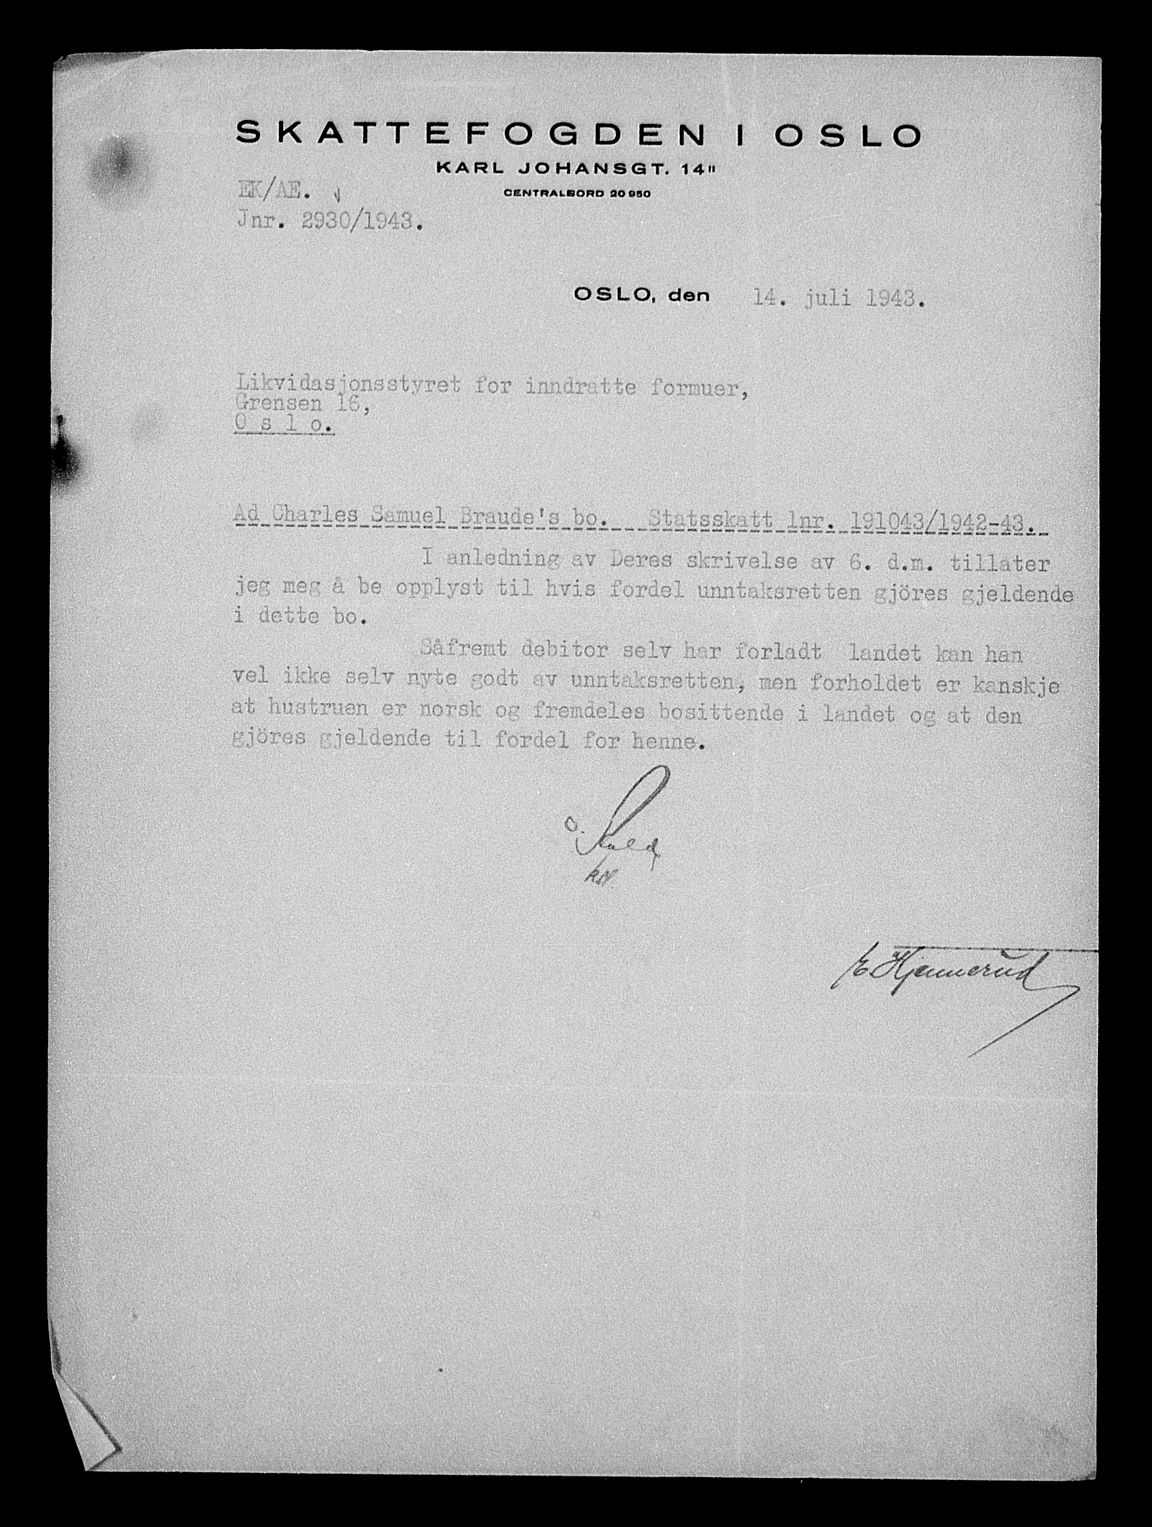 SKATTEFOGDEN I OSLO
KARL JOHANSGT. 14"
CENTRALBORD 20950
EK/AE.
Jnr. 2930/1943.
OSLO, den 14. juli 1943.
Likvidasjonsstyret for inndratte formuer,
Grensen 16,
O s l o.
Ad Charles Samuel Braude's bo. Statsskatt lnr. 191043/1942-43.
I anledning av Deres skrivelse av 6. d.m. tillater
jeg meg å be opplyst til hvis fordel unntaksretten gjöres gjeldende
i dette bo.
Såfremt debitor selv har forladt landet kan han
vel ikke selv nyte godt av unntaksretten, men forholdet er kanskje
at hustruen er norsk og fremdeles bosittende i landet og at den
gjöres gjeldende til fordel for henne.